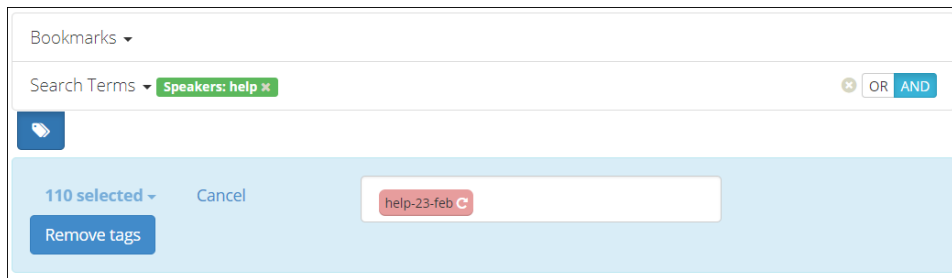 Bookmarks
Search Terms Speakers: help × OR AND
110 selected Cancel help-23-feb
Remove tags